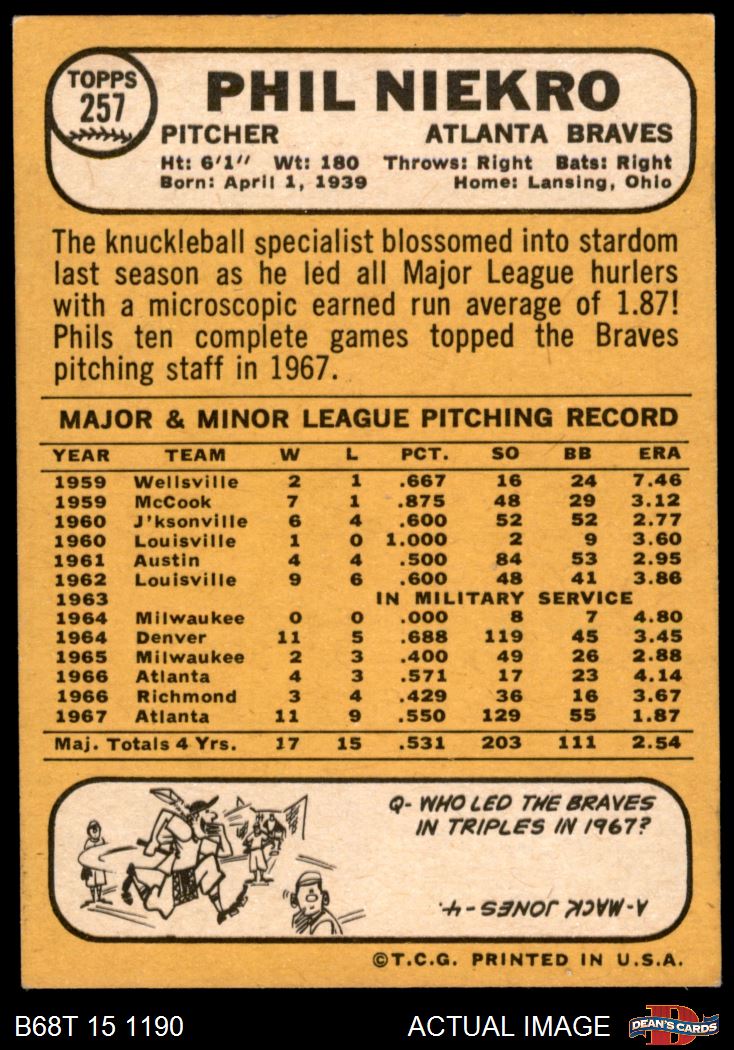 TOPPS
257
PHIL NIEKRO
PITCHER ATLANTA BRAVES
Ht: 6'1" Wt: 180 Throws: Right Bats: Right
Born: April 1, 1939 Home: Lansing, Ohio
The knuckleball specialist blossomed into stardom
last season as he led all Major League hurlers
with a microscopic earned run average of 1.87!
Phils ten complete games topped the Braves
pitching staff in 1967.
MAJOR & MINOR LEAGUE PITCHING RECORD
YEAR TEAM W L PCT. SO BB ERA
1959 Wellsville 2 1 .667 16 24 7.46
1959 McCook 7 1 .875 48 29 3.12
1960 J'ksonville 6 4 .600 52 52 2.77
1960 Louisville 1 0 1.000 2 9 3.60
1961 Austin 4 4 .500 84 53 2.95
1962 Louisville 9 6 .600 48 41 3.86
1963 IN MILITARY SERVICE
1964 Milwaukee 0 0 .000 8 7 4.80
1964 Denver 11 5 .688 119 45 3.45
1965 Milwaukee 2 3 .400 49 26 2.88
1966 Atlanta 4 3 .571 17 23 4.14
1966 Richmond 3 4 .429 36 16 3.67
1967 Atlanta 11 9 .550 129 55 1.87
Maj. Totals 4 Yrs. 17 15 .531 203 111 2.54
Q- WHO LED THE BRAVES
IN TRIPLES IN 1967?
A-MACK JONES-4.
©T.C.G. PRINTED IN U.S.A.
B68T 15 1190 ACTUAL IMAGE D DEAN'S CARDS